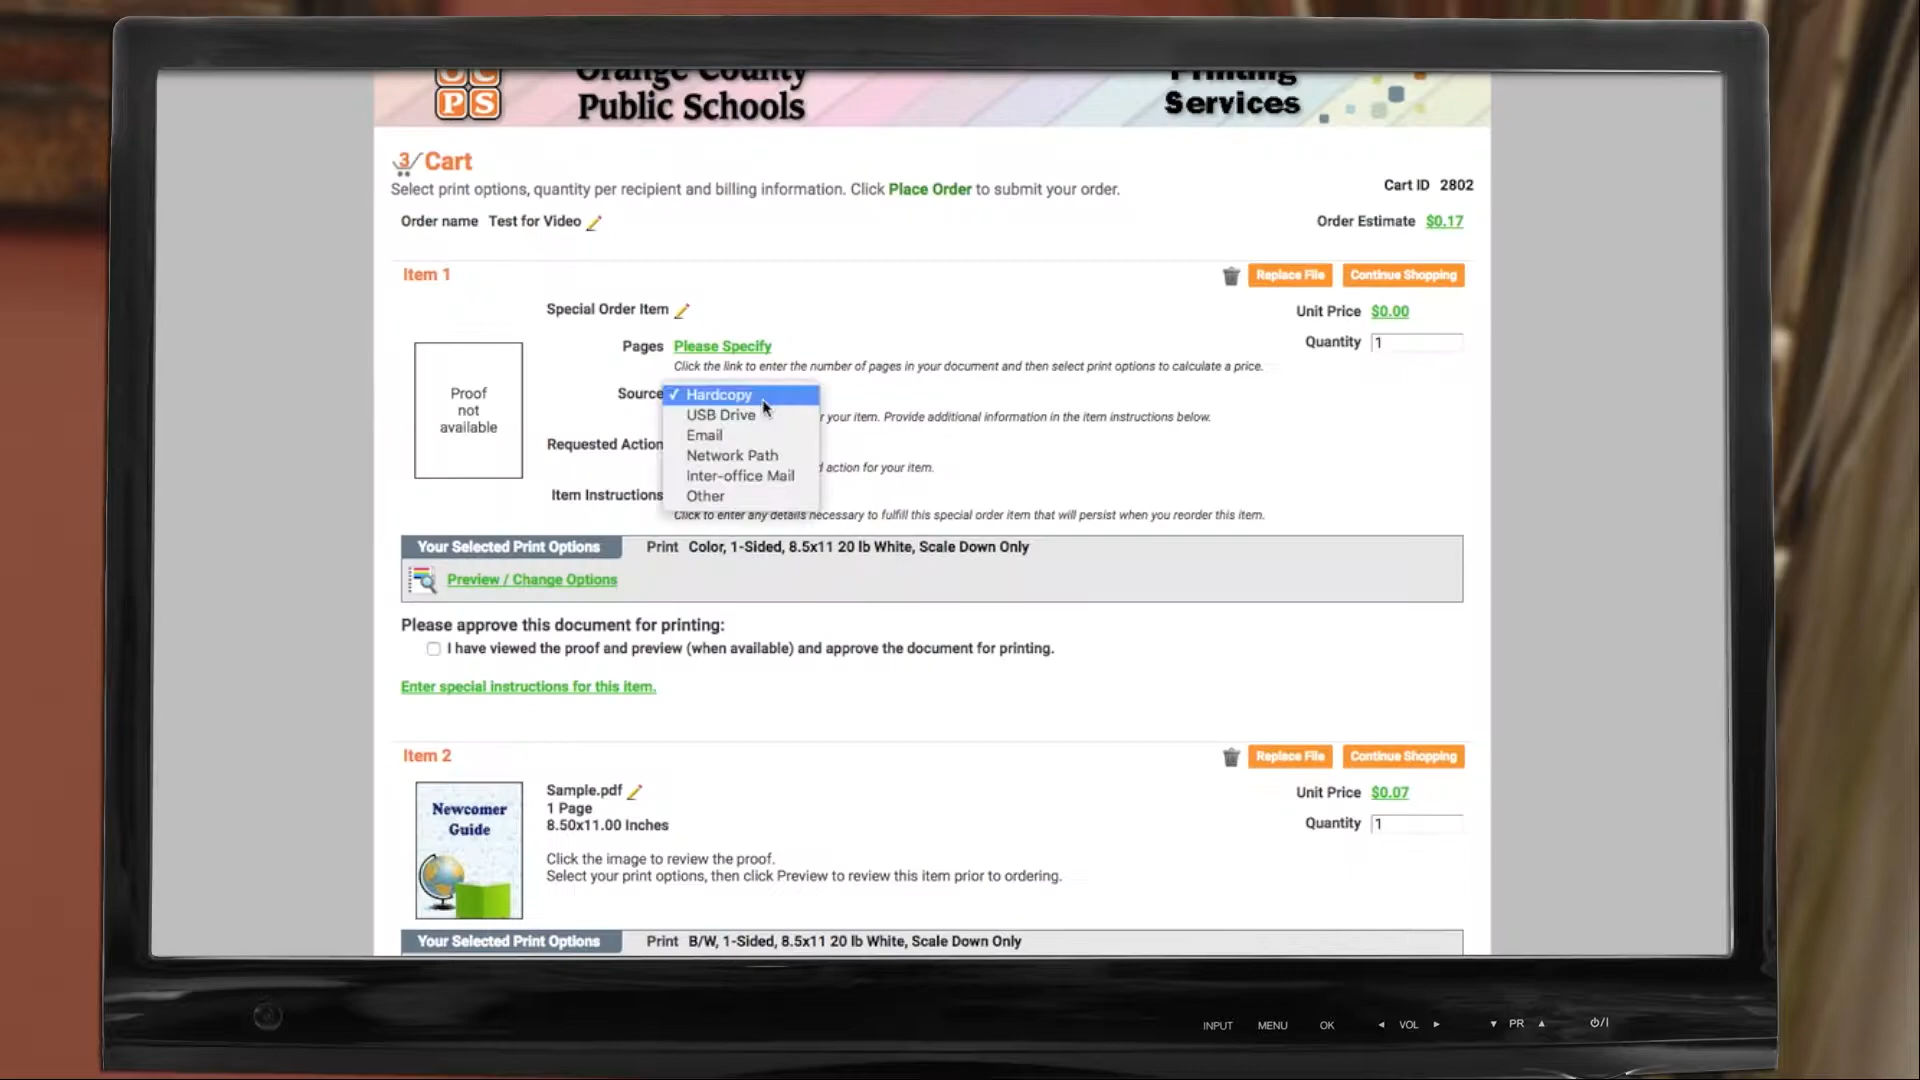 P S
Orange County
Public Schools
Printing
Services
3 Cart
Select print options, quantity per recipient and billing information. Click Place Order to submit your order.
Cart ID 2802
Order name Test for Video
Order Estimate $0.17
Item 1
Replace File
Continue Shopping
Special Order Item
Unit Price $0.00
Quantity 1
Pages Please Specify
Click the link to enter the number of pages in your document and then select print options to calculate a price.
Proof
not
available
Source ✓ Hardcopy
USB Drive
r your item. Provide additional information in the item instructions below.
Email
Requested Action
Network Path
d action for your item.
Inter-office Mail
Item Instructions
Other
Click to enter any details necessary to fulfill this special order item that will persist when you reorder this item.
Your Selected Print Options
Print Color, 1-Sided, 8.5x11 20 lb White, Scale Down Only
Preview / Change Options
Please approve this document for printing:
I have viewed the proof and preview (when available) and approve the document for printing.
Enter special instructions for this item.
Item 2
Replace File
Continue Shopping
Newcomer
Guide
Sample.pdf
1 Page
8.50x11.00 Inches
Unit Price $0.07
Quantity 1
Click the image to review the proof.
Select your print options, then click Preview to review this item prior to ordering.
Your Selected Print Options
Print B/W, 1-Sided, 8.5x11 20 lb White, Scale Down Only
INPUT MENU OK ◄ VOL ► ▼ PR ▲ ⏻/I